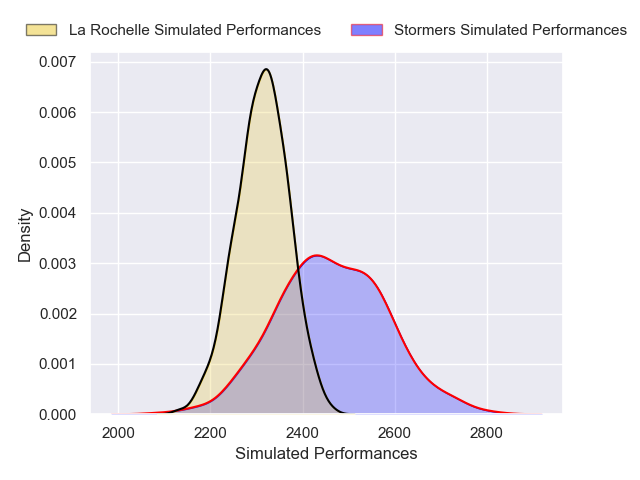 La Rochelle Simulated Performances Stormers Simulated Performances
0.007
0.006
0.005
0.004
0.003
0.002
0.001
0.000
Density
2000 2200 2400 2600 2800
Simulated Performances